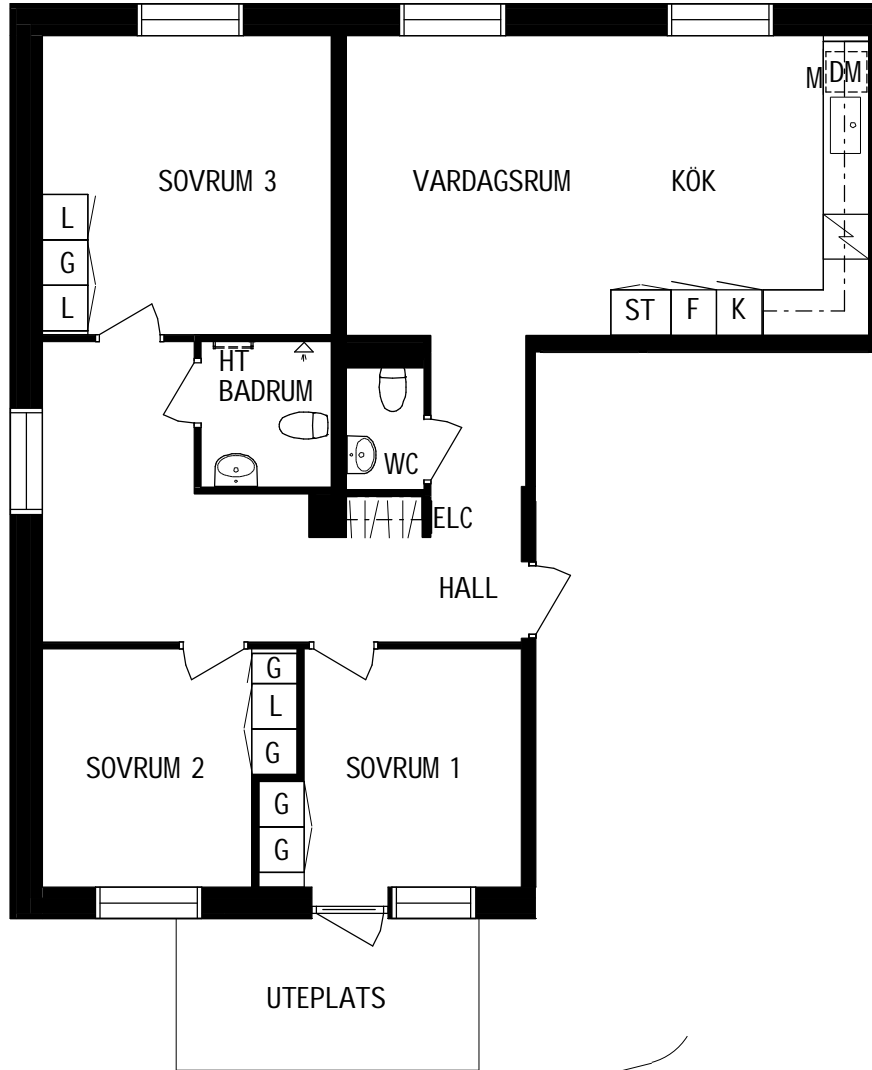 M DM
SOVRUM 3
VARDAGSRUM
KÖK
L
G
L
ST
F
K
HT
BADRUM
WC
ELC
HALL
G
L
G
SOVRUM 2
SOVRUM 1
G
G
UTEPLATS